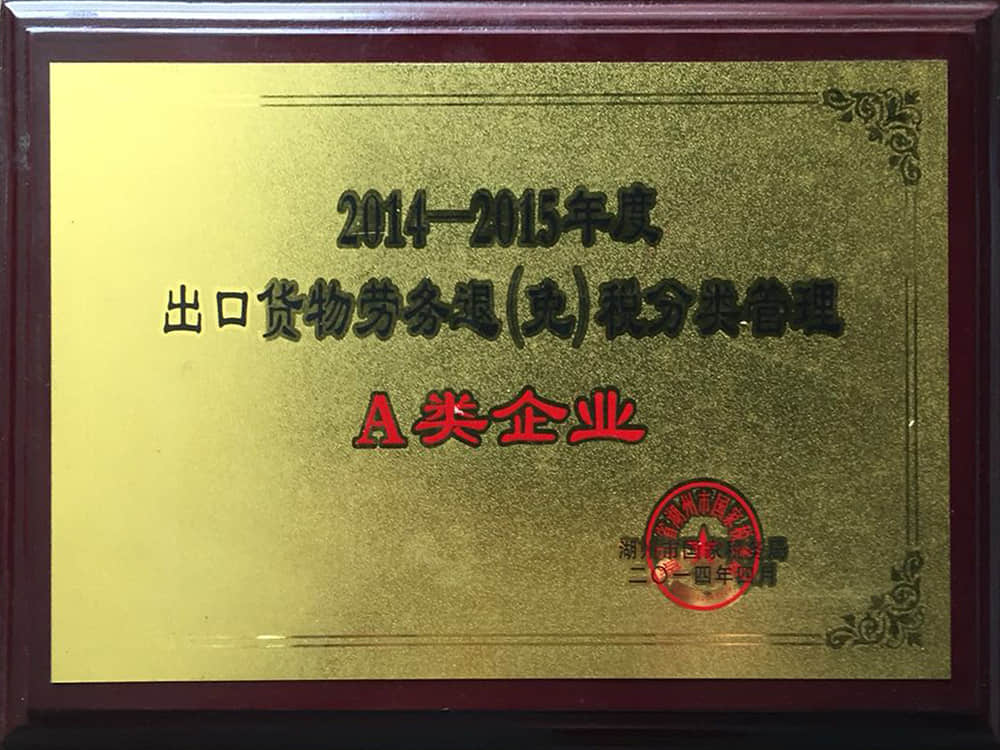 2014—2015年度
出口货物劳务退(免)税分类管理
A类企业
湖州市国家税务局
二〇一四年四月